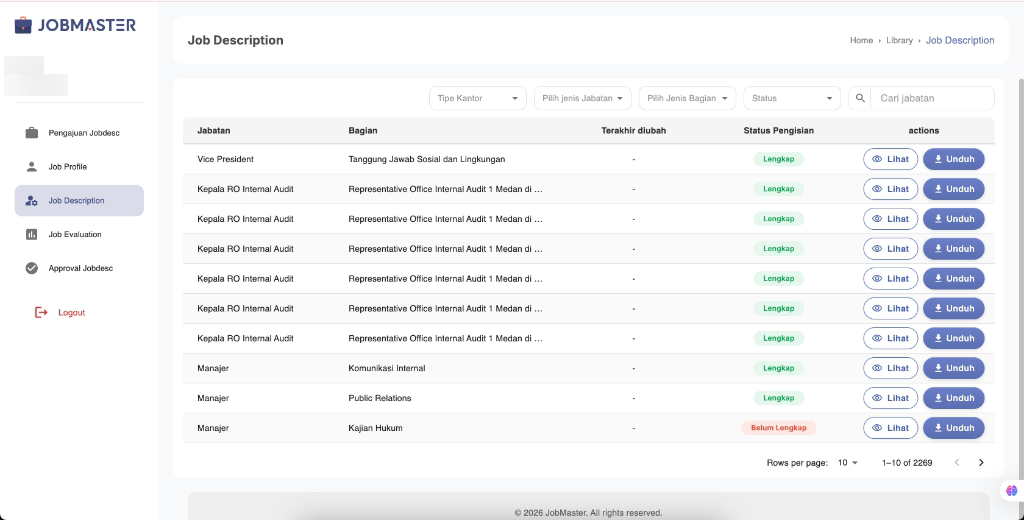 JOBMASTER
Job Description
Home › Library › Job Description
Pengajuan Jobdesc
Job Profile
Job Description
Job Evaluation
Approval Jobdesc
Logout
Tipe Kantor Pilih jenis Jabatan Pilih Jenis Bagian Status Cari jabatan
Jabatan Bagian Terakhir diubah Status Pengisian actions
Vice President Tanggung Jawab Sosial dan Lingkungan - Lengkap Lihat Unduh
Kepala RO Internal Audit Representative Office Internal Audit 1 Medan di ... - Lengkap Lihat Unduh
Kepala RO Internal Audit Representative Office Internal Audit 1 Medan di ... - Lengkap Lihat Unduh
Kepala RO Internal Audit Representative Office Internal Audit 1 Medan di ... - Lengkap Lihat Unduh
Kepala RO Internal Audit Representative Office Internal Audit 1 Medan di ... - Lengkap Lihat Unduh
Kepala RO Internal Audit Representative Office Internal Audit 1 Medan di ... - Lengkap Lihat Unduh
Kepala RO Internal Audit Representative Office Internal Audit 1 Medan di ... - Lengkap Lihat Unduh
Manajer Komunikasi Internal - Lengkap Lihat Unduh
Manajer Public Relations - Lengkap Lihat Unduh
Manajer Kajian Hukum - Belum Lengkap Lihat Unduh
Rows per page: 10 1–10 of 2269
© 2026 JobMaster. All rights reserved.